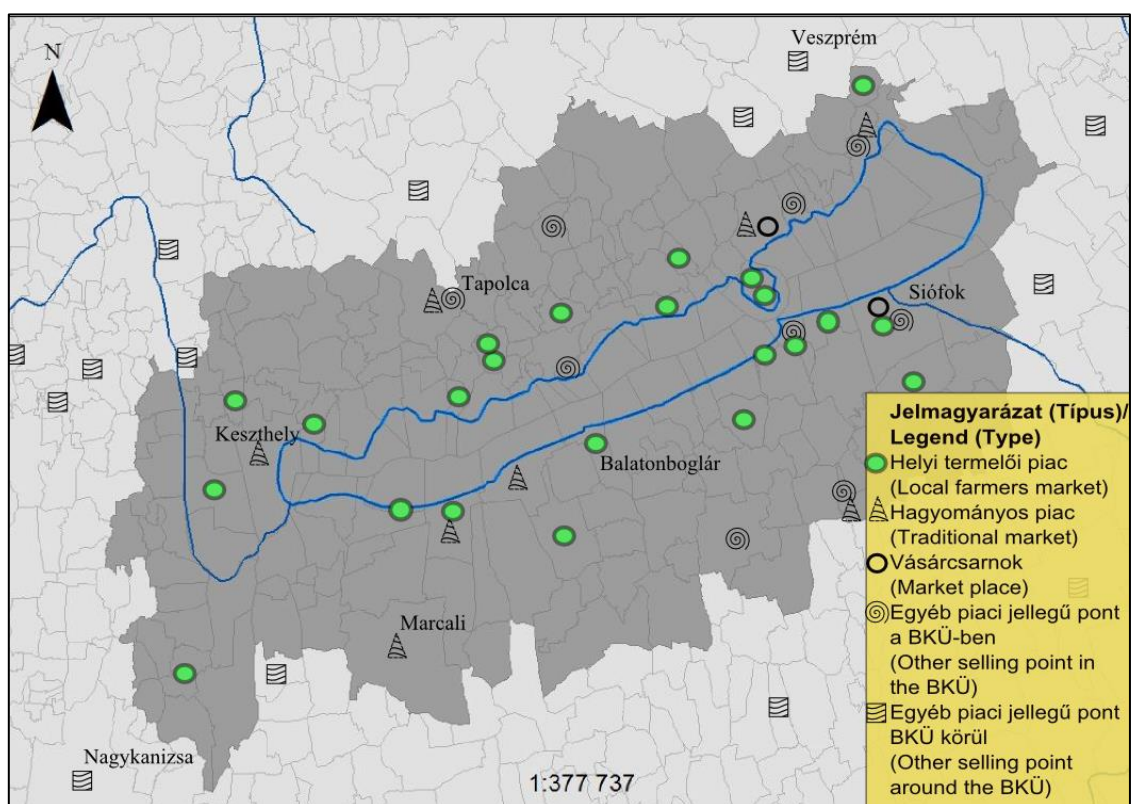 Veszprém
N
Tapolca
Siófok
Keszthely
Balatonboglár
Marcali
Nagykanizsa
1:377 737
Jelmagyarázat (Típus)/
Legend (Type)
Helyi termelői piac
(Local farmers market)
Hagyományos piac
(Traditional market)
Vásárcsarnok
(Market place)
Egyéb piaci jellegű pont
a BKÜ-ben
(Other selling point in
the BKÜ)
Egyéb piaci jellegű pont
BKÜ körül
(Other selling point
around the BKÜ)